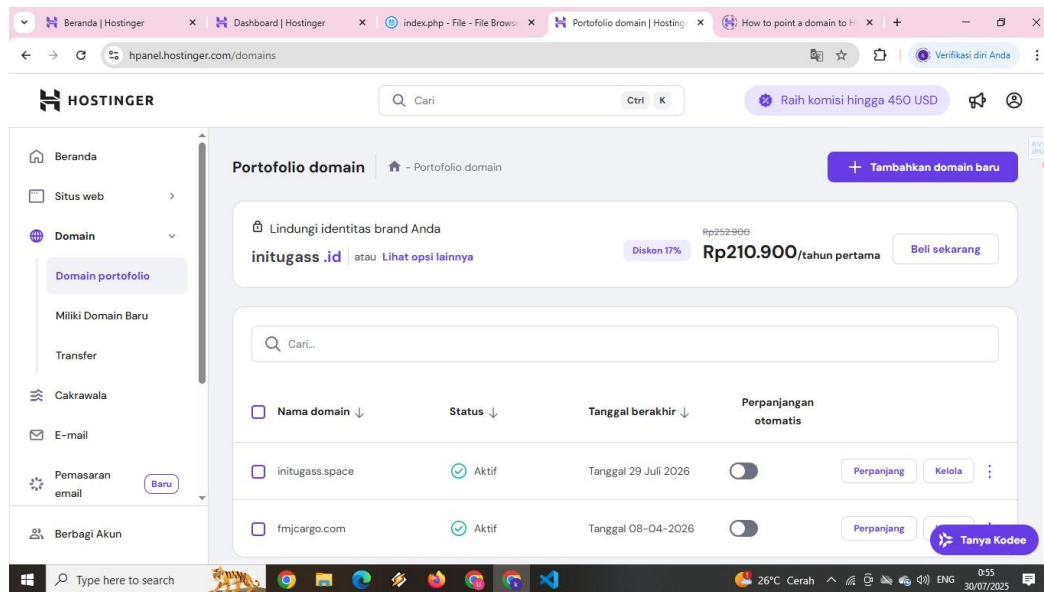 Beranda | Hostinger
Dashboard | Hostinger
index.php - File - File Brows
Portofolio domain | Hosting
How to point a domain to H
hpanel.hostinger.com/domains
Verifikasi diri Anda
HOSTINGER
Cari
Ctrl K
Raih komisi hingga 450 USD
Beranda
Situs web
Domain
Domain portofolio
Miliki Domain Baru
Transfer
Cakrawala
E-mail
Pemasaran
email
Baru
Berbagi Akun
Portofolio domain
- Portofolio domain
+ Tambahkan domain baru
Lindungi identitas brand Anda
initugass .id atau Lihat opsi lainnya
Diskon 17%
Rp252.900
Rp210.900/tahun pertama
Beli sekarang
Cari...
Nama domain ↓ Status ↓ Tanggal berakhir ↓ Perpanjangan
otomatis
initugass.space Aktif Tanggal 29 Juli 2026 Perpanjang Kelola
fmjcargo.com Aktif Tanggal 08-04-2026 Perpanjang
Tanya Kodee
Type here to search
26°C Cerah
ENG
0:55
30/07/2025